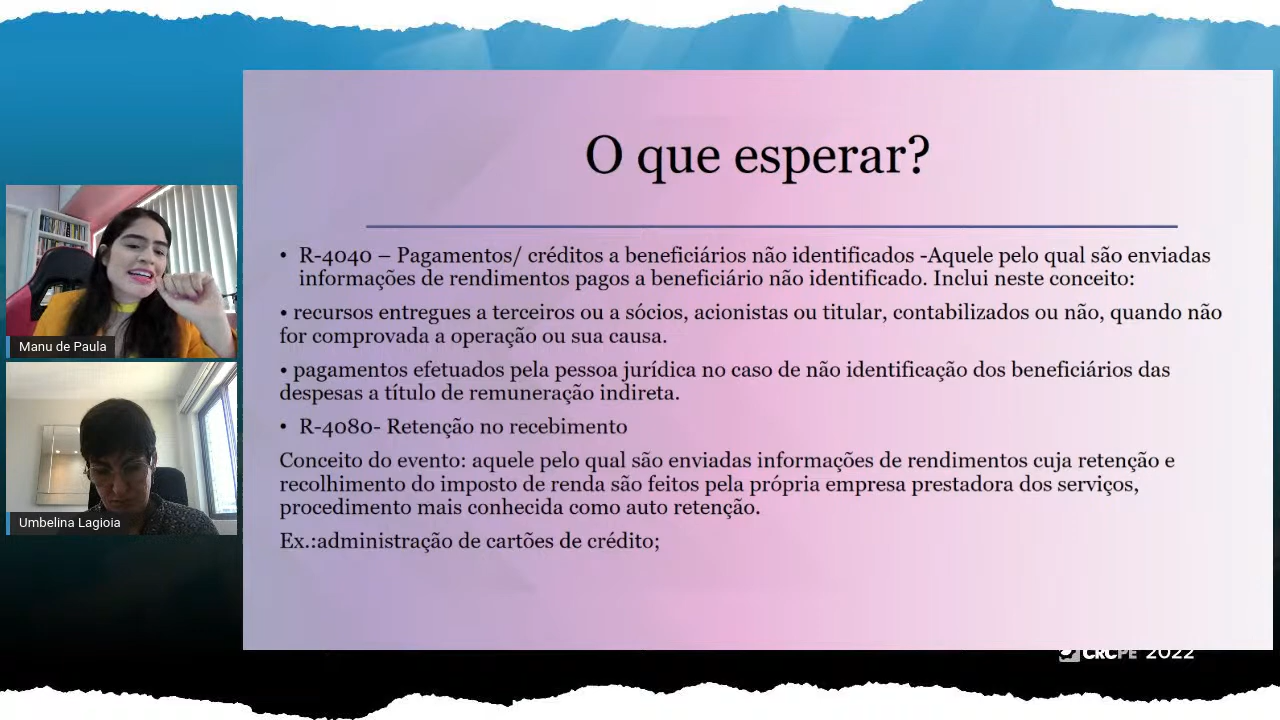 O que esperar?
• R-4040 – Pagamentos/ créditos a beneficiários não identificados -Aquele pelo qual são enviadas
informações de rendimentos pagos a beneficiário não identificado. Inclui neste conceito:
• recursos entregues a terceiros ou a sócios, acionistas ou titular, contabilizados ou não, quando não
for comprovada a operação ou sua causa.
• pagamentos efetuados pela pessoa jurídica no caso de não identificação dos beneficiários das
despesas a título de remuneração indireta.
• R-4080- Retenção no recebimento
Conceito do evento: aquele pelo qual são enviadas informações de rendimentos cuja retenção e
recolhimento do imposto de renda são feitos pela própria empresa prestadora dos serviços,
procedimento mais conhecida como auto retenção.
Ex.:administração de cartões de crédito;
Manu de Paula
Umbelina Lagioia
CRCPE 2022